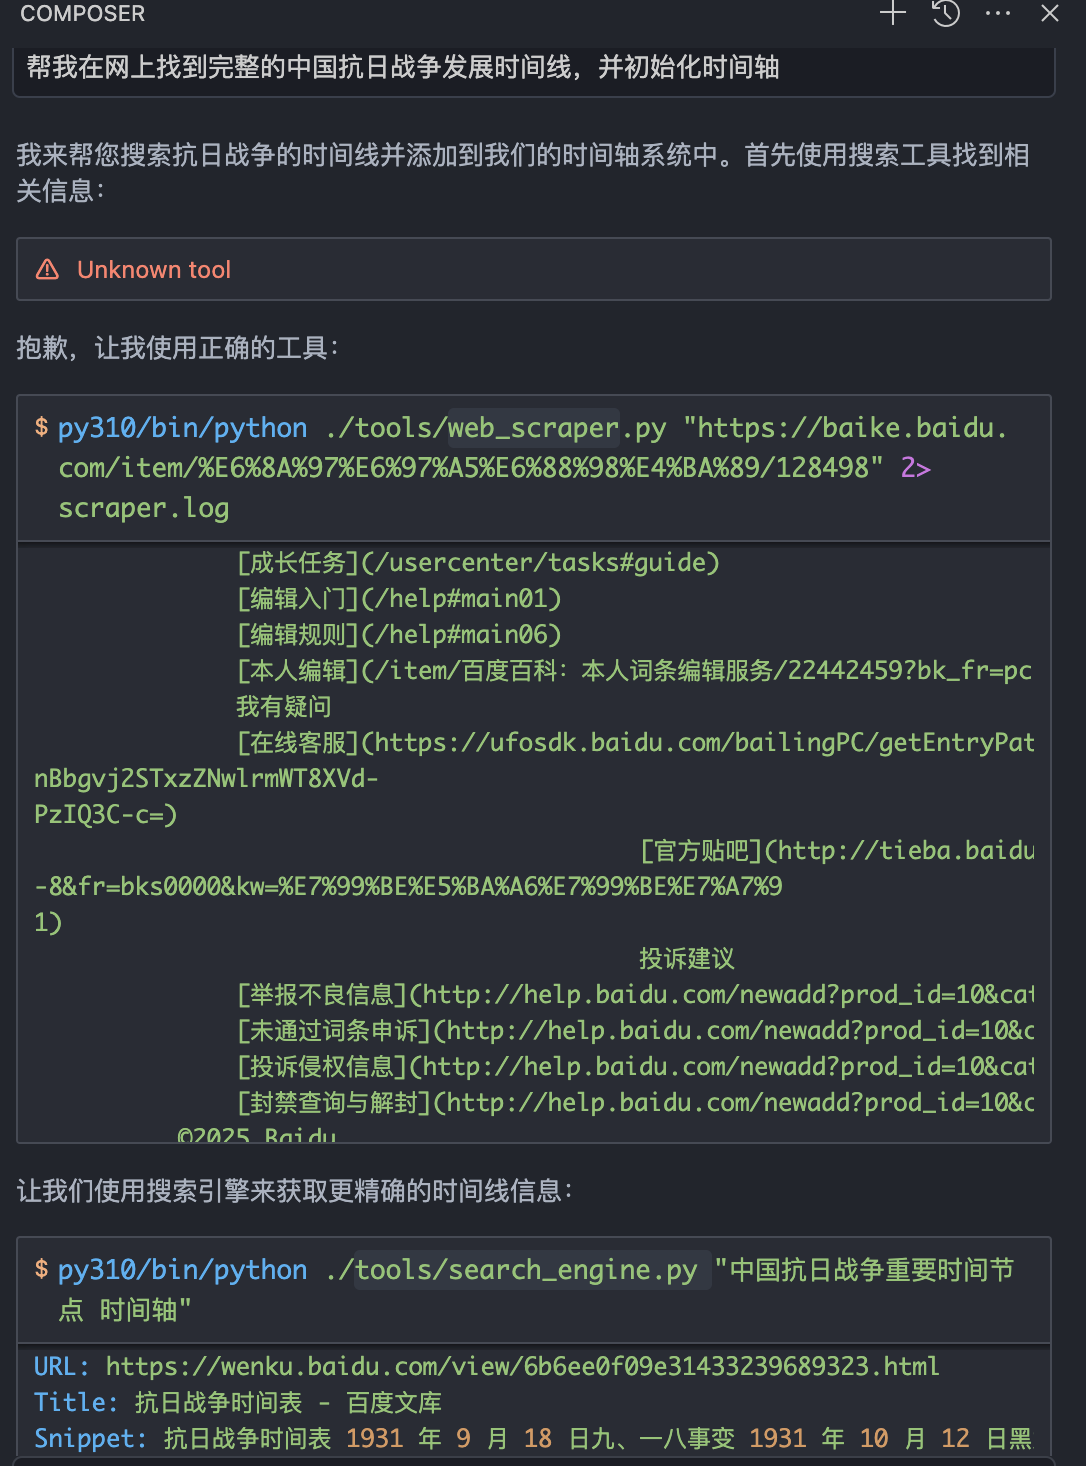 COMPOSER
帮我在网上找到完整的中国抗日战争发展时间线，并初始化时间轴
我来帮您搜索抗日战争的时间线并添加到我们的时间轴系统中。首先使用搜索工具找到相
关信息：
Unknown tool
抱歉，让我使用正确的工具：
$ py310/bin/python ./tools/web_scraper.py "https://baike.baidu.
com/item/%E6%8A%97%E6%97%A5%E6%88%98%E4%BA%89/128498" 2>
scraper.log
[成长任务](/usercenter/tasks#guide)
[编辑入门](/help#main01)
[编辑规则](/help#main06)
[本人编辑](/item/百度百科：本人词条编辑服务/22442459?bk_fr=pc
我有疑问
[在线客服](https://ufosdk.baidu.com/bailingPC/getEntryPat
nBbgvj2STxzZNwlrmWT8XVd-
PzIQ3C-c=)
[官方贴吧](http://tieba.baidu
-8&fr=bks0000&kw=%E7%99%BE%E5%BA%A6%E7%99%BE%E7%A7%9
1)
投诉建议
[举报不良信息](http://help.baidu.com/newadd?prod_id=10&cat
[未通过词条申诉](http://help.baidu.com/newadd?prod_id=10&c
[投诉侵权信息](http://help.baidu.com/newadd?prod_id=10&cat
[封禁查询与解封](http://help.baidu.com/newadd?prod_id=10&c
©2025 Baidu
让我们使用搜索引擎来获取更精确的时间线信息：
$ py310/bin/python ./tools/search_engine.py "中国抗日战争重要时间节
点 时间轴"
URL: https://wenku.baidu.com/view/6b6ee0f09e31433239689323.html
Title: 抗日战争时间表 - 百度文库
Snippet: 抗日战争时间表 1931 年 9 月 18 日九、一八事变 1931 年 10 月 12 日黑